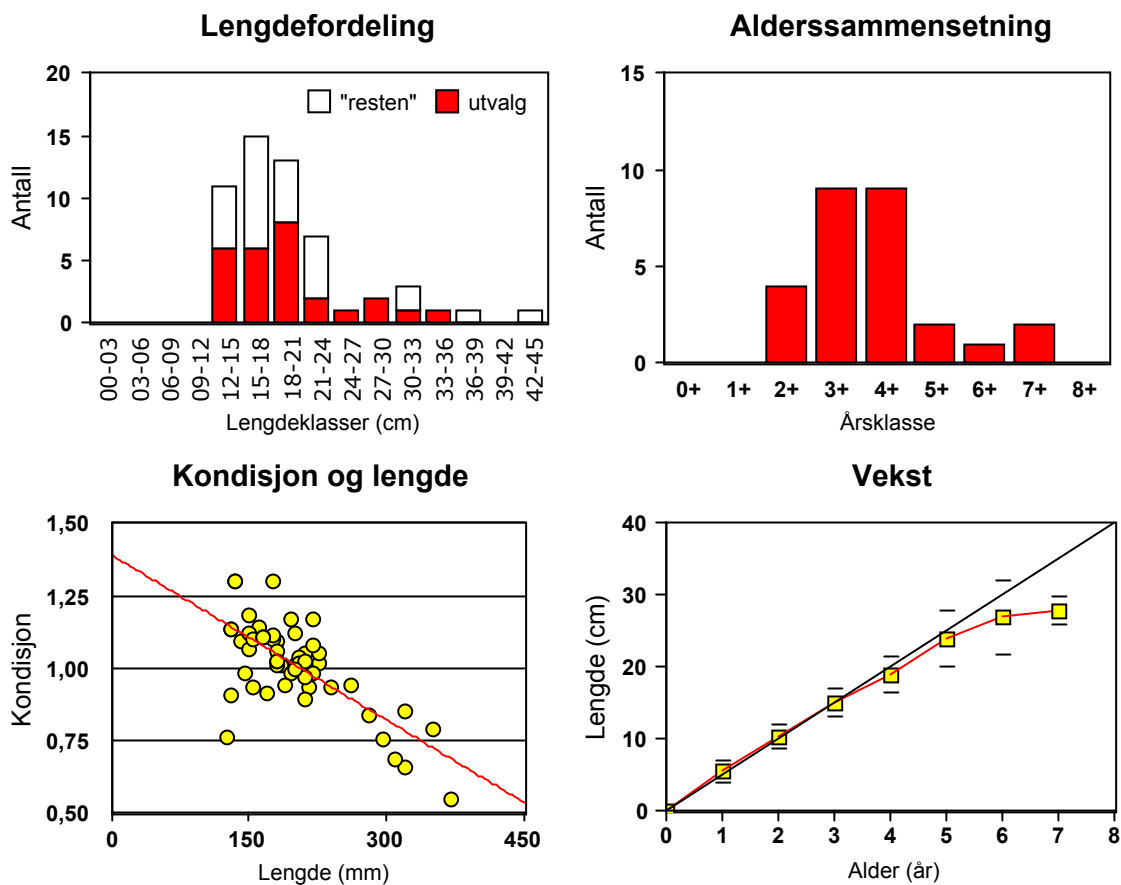 Lengdefordeling
20
15
10
5
0
Antall
"resten" utvalg
00-03 03-06 06-09 09-12 12-15 15-18 18-21 21-24 24-27 27-30 30-33 33-36 36-39 39-42 42-45
Lengdeklasser (cm)
Alderssammensetning
15
10
5
0
Antall
0+ 1+ 2+ 3+ 4+ 5+ 6+ 7+ 8+
Årsklasse
Kondisjon og lengde
1,50
1,25
1,00
0,75
0,50
Kondisjon
0 150 300 450
Lengde (mm)
Vekst
40
30
20
10
0
Lengde (cm)
0 1 2 3 4 5 6 7 8
Alder (år)